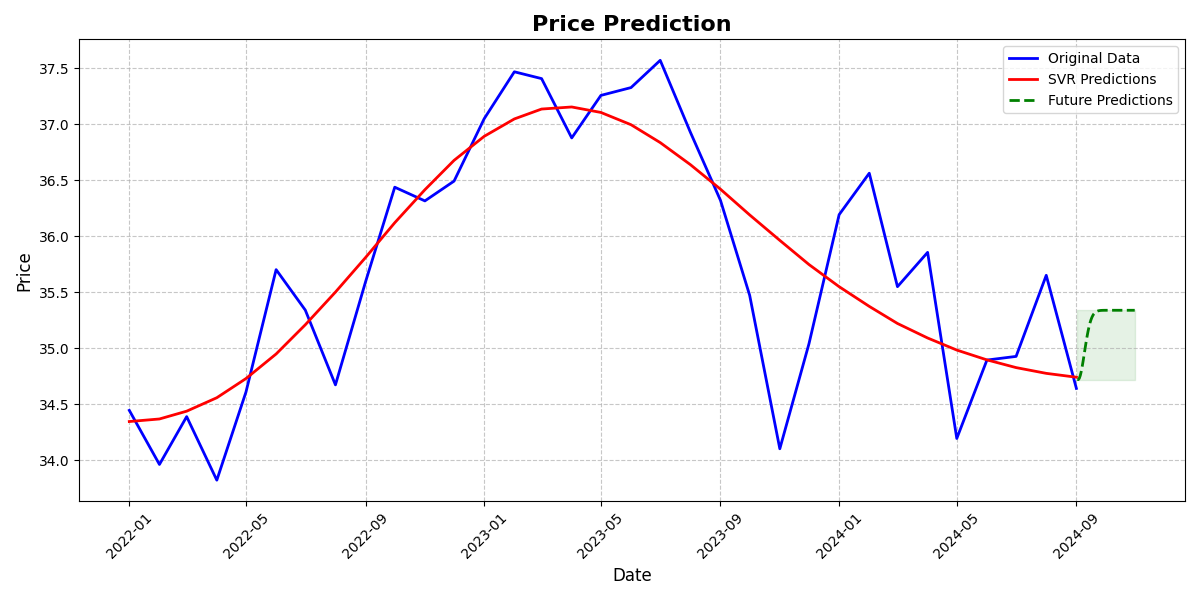 Price Prediction
Original Data
SVR Predictions
Future Predictions
Price
37.5
37.0
36.5
36.0
35.5
35.0
34.5
34.0
2022-01
2022-05
2022-09
2023-01
2023-05
2023-09
2024-01
2024-05
2024-09
Date